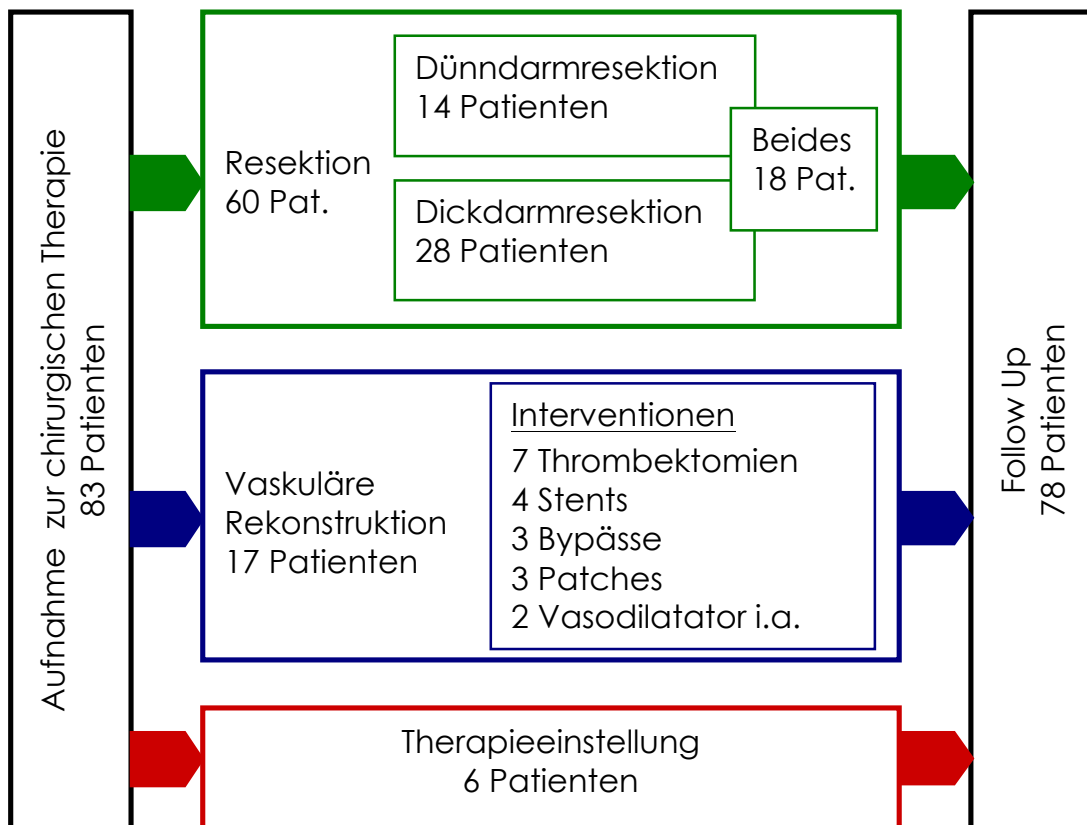 Aufnahme zur chirurgischen Therapie
83 Patienten
Resektion
60 Pat.
Dünndarmresektion
14 Patienten
Beides
18 Pat.
Dickdarmresektion
28 Patienten
Vaskuläre
Rekonstruktion
17 Patienten
Interventionen
7 Thrombektomien
4 Stents
3 Bypässe
3 Patches
2 Vasodilatator i.a.
Therapieeinstellung
6 Patienten
Follow Up
78 Patienten